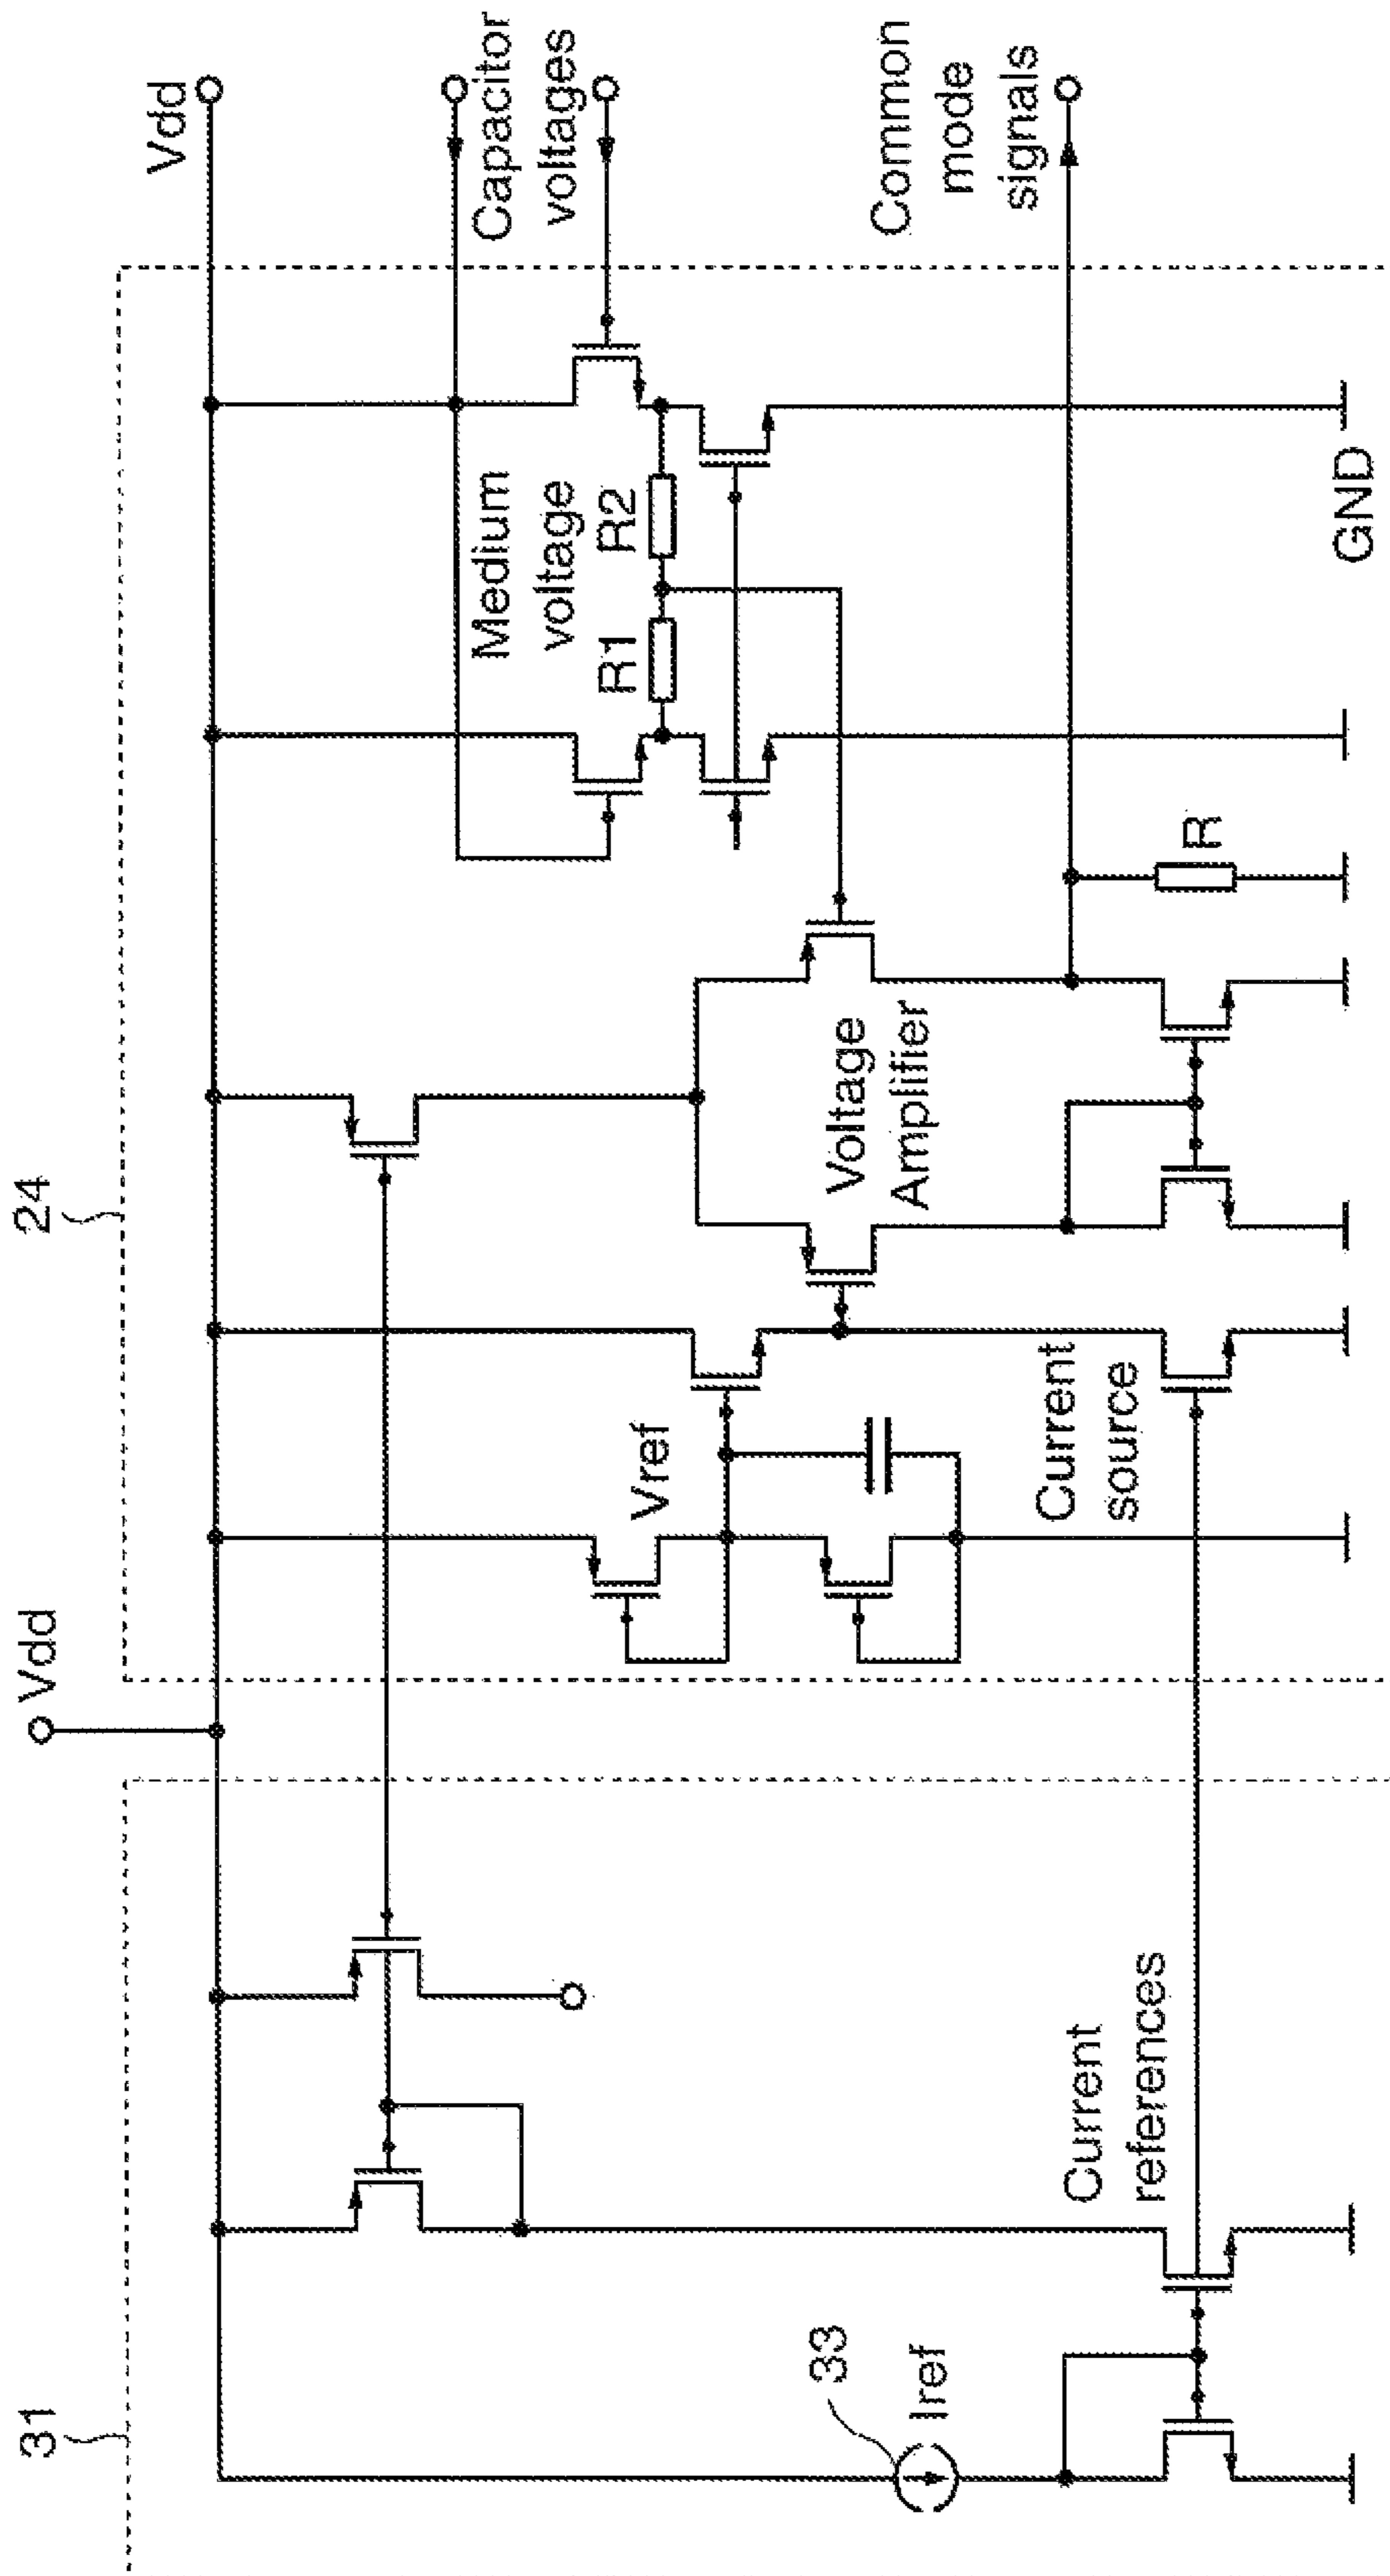 31
33
Iref
Current
references
Vdd
24
Vref
Current
source
Voltage
Amplifier
R
Medium
voltage
R1
R2
GND
Vdd
Capacitor
voltages
Common
mode
signals